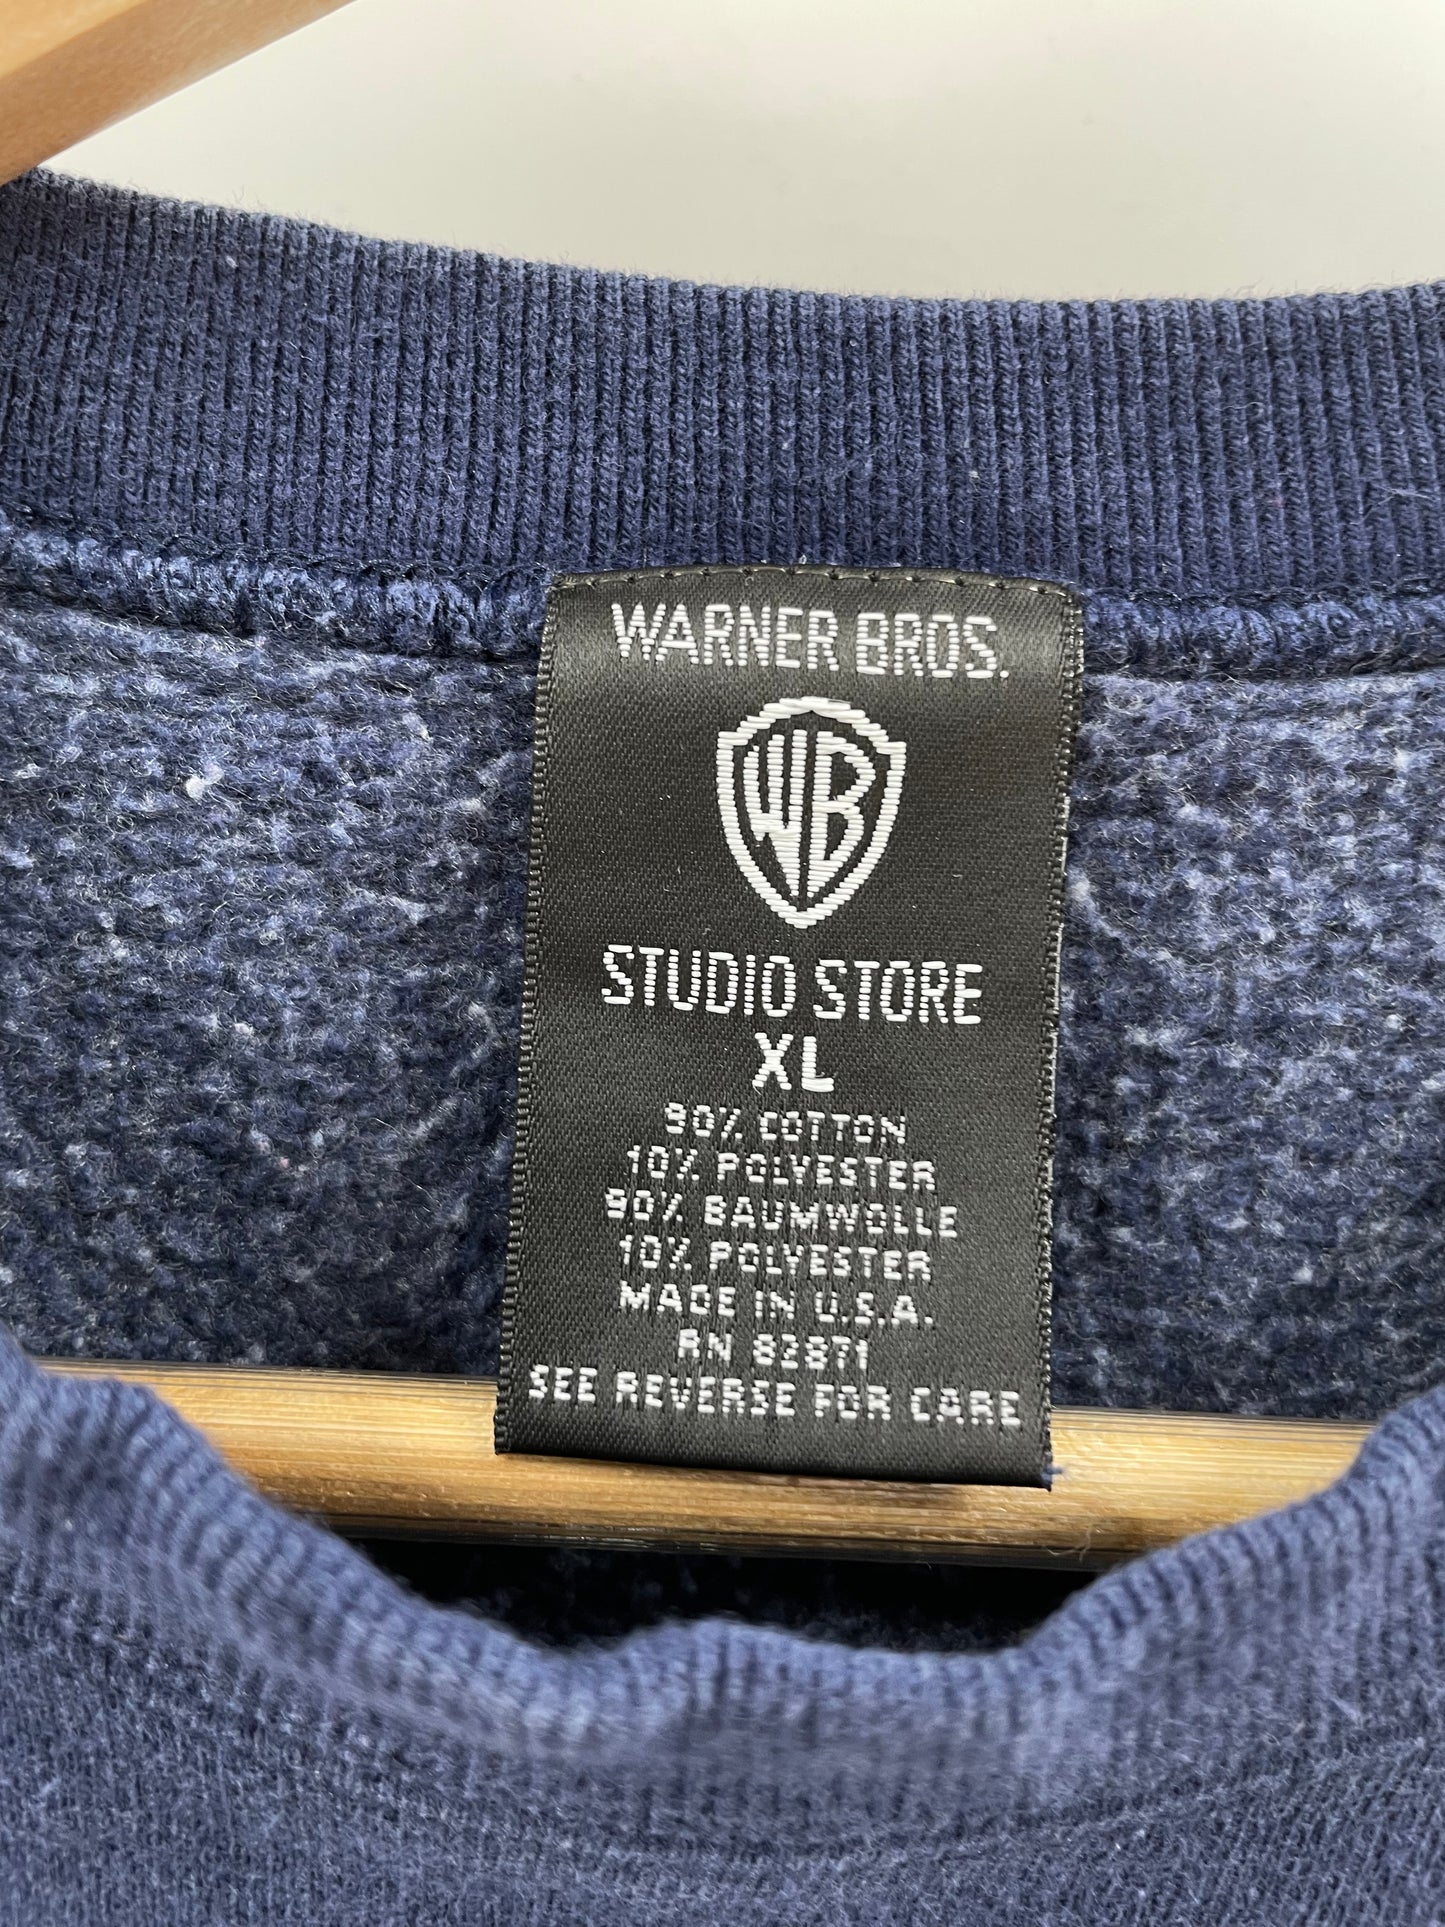 WARNER BROS.
WB
STUDIO STORE
XL
90% COTTON
10% POLYESTER
90% BAUMWOLLE
10% POLYESTER
MADE IN U.S.A.
RN 82871
SEE REVERSE FOR CARE